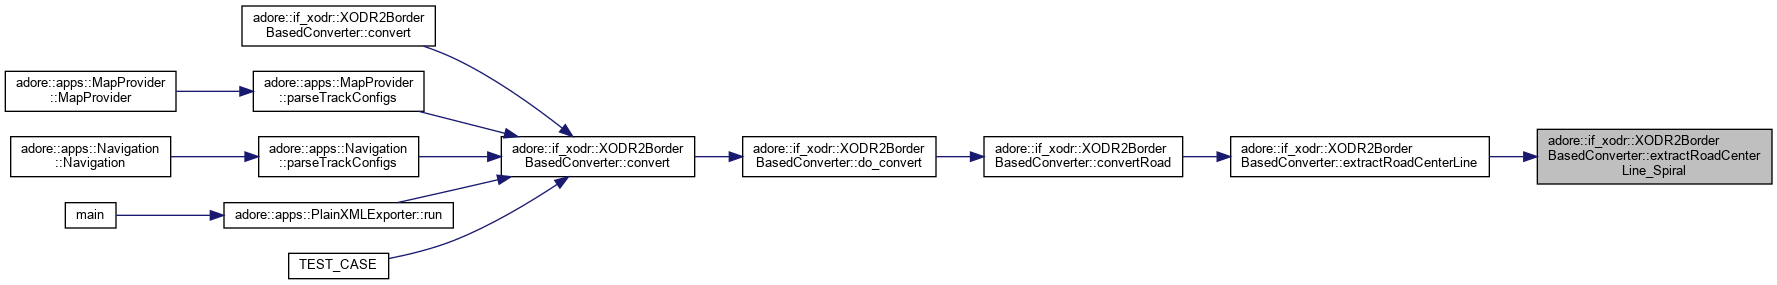 adore::if_xodr::XODR2Border
BasedConverter::convert
adore::apps::MapProvider
::MapProvider
adore::apps::MapProvider
::parseTrackConfigs
adore::apps::Navigation
::Navigation
adore::apps::Navigation
::parseTrackConfigs
main
adore::apps::PlainXMLExporter::run
TEST_CASE
adore::if_xodr::XODR2Border
BasedConverter::convert
adore::if_xodr::XODR2Border
BasedConverter::do_convert
adore::if_xodr::XODR2Border
BasedConverter::convertRoad
adore::if_xodr::XODR2Border
BasedConverter::extractRoadCenterLine
adore::if_xodr::XODR2Border
BasedConverter::extractRoadCenter
Line_Spiral